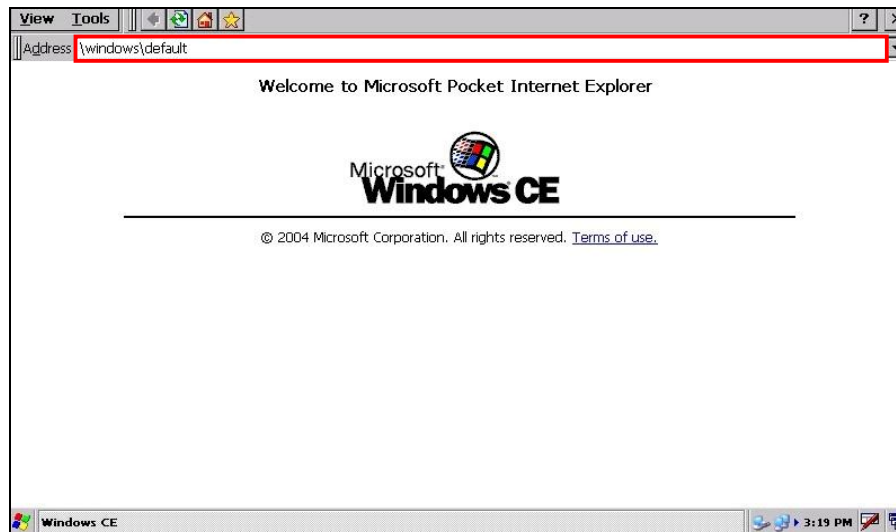 View Tools ?
Address \windows\default
Welcome to Microsoft Pocket Internet Explorer
Microsoft
Windows CE
© 2004 Microsoft Corporation. All rights reserved. Terms of use.
Windows CE 3:19 PM